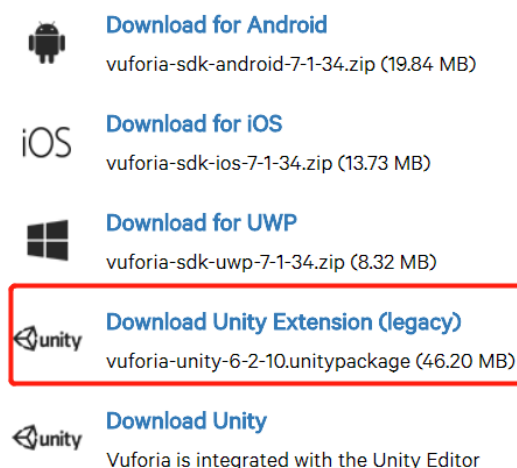 Download for Android
vuforia-sdk-android-7-1-34.zip (19.84 MB)
iOS
Download for iOS
vuforia-sdk-ios-7-1-34.zip (13.73 MB)
Download for UWP
vuforia-sdk-uwp-7-1-34.zip (8.32 MB)
Download Unity Extension (legacy)
unity
vuforia-unity-6-2-10.unitypackage (46.20 MB)
Download Unity
unity
Vuforia is integrated with the Unity Editor